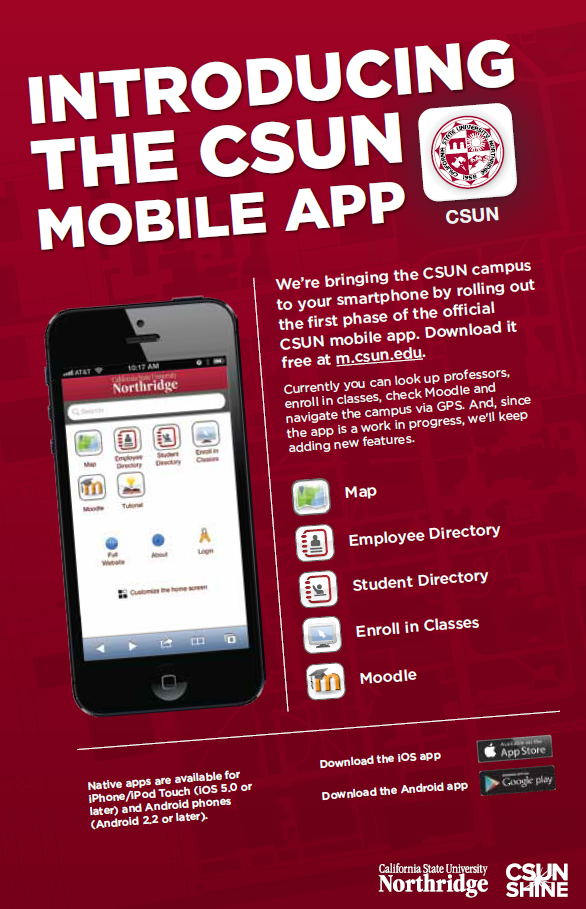 INTRODUCING
THE CSUN
MOBILE APP
CSUN
We're bringing the CSUN campus
to your smartphone by rolling out
the first phase of the official
CSUN mobile app. Download it
free at m.csun.edu.
Currently you can look up professors,
enroll in classes, check Moodle and
navigate the campus via GPS. And, since
the app is a work in progress, we'll keep
adding new features.
AT&T
10:17 AM
California State University
Northridge
Search
Map
Employee
Directory
Student
Directory
Enroll in
Classes
Moodle
Tutorial
Full
Website
About
Login
Customize the home screen
Map
Employee Directory
Student Directory
Enroll in Classes
Moodle
Native apps are available for
iPhone/iPod Touch (iOS 5.0 or
later) and Android phones
(Android 2.2 or later).
Download the iOS app
Available on the
App Store
Download the Android app
Google play
California State University
Northridge
CSUN
SHINE